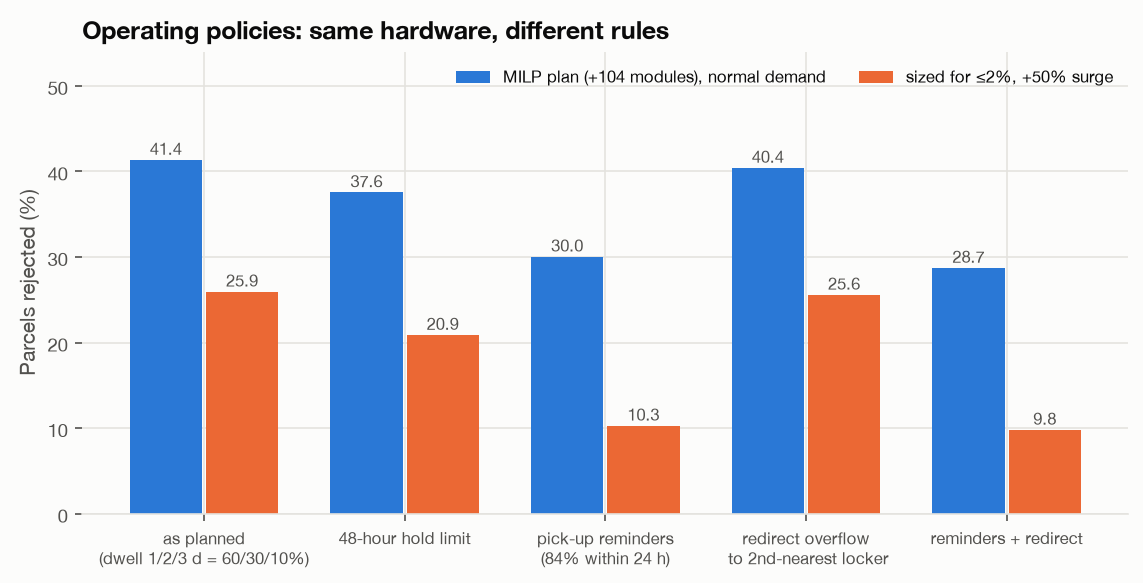 Operating policies: same hardware, different rules
MILP plan (+104 modules), normal demand
sized for ≤2%, +50% surge
Parcels rejected (%)
50
40
30
20
10
0
41.4
25.9
37.6
20.9
30.0
10.3
40.4
25.6
28.7
9.8
as planned
(dwell 1/2/3 d = 60/30/10%)
48-hour hold limit
pick-up reminders
(84% within 24 h)
redirect overflow
to 2nd-nearest locker
reminders + redirect